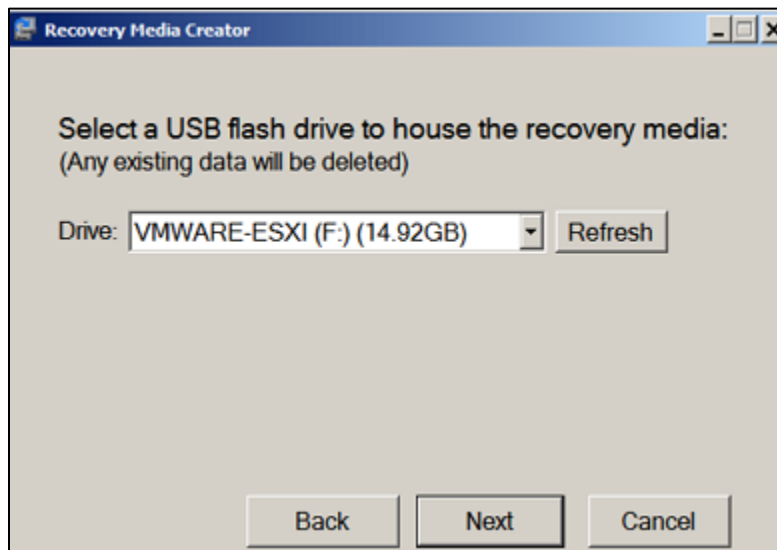 Recovery Media Creator
Select a USB flash drive to house the recovery media:
(Any existing data will be deleted)
Drive: VMWARE-ESXI (F:) (14.92GB) Refresh
Back Next Cancel